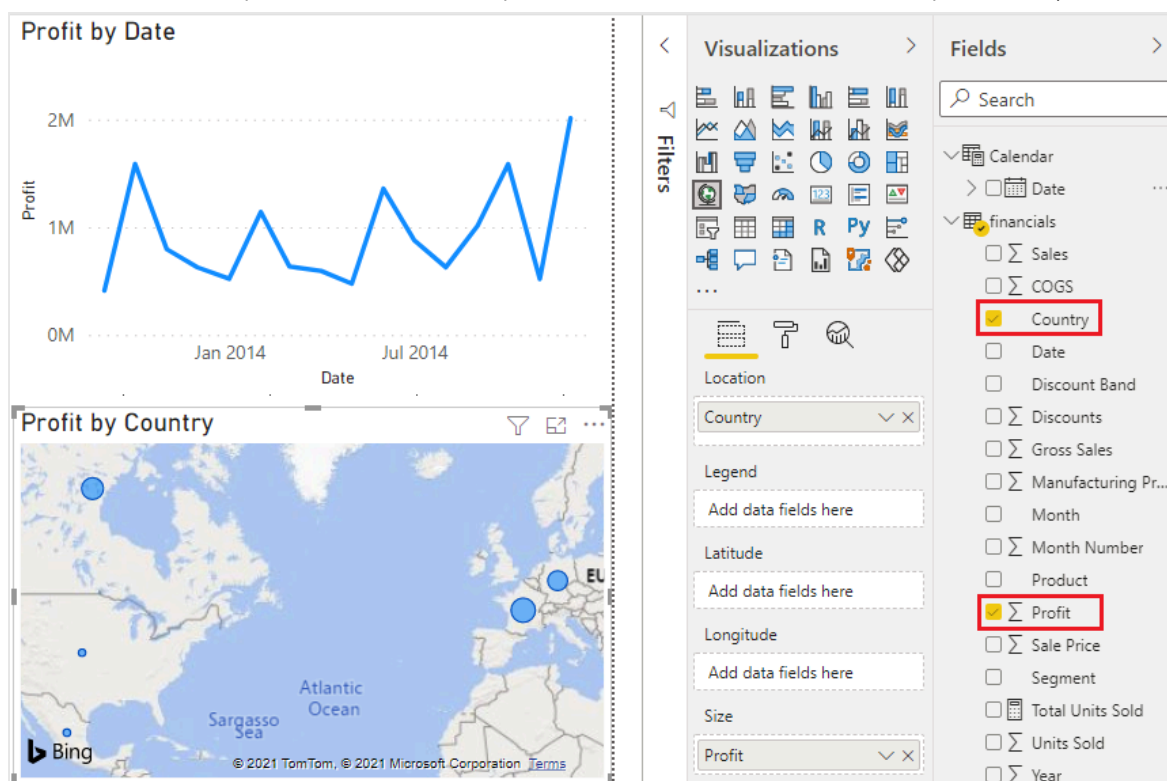 Profit by Date
2M
1M
0M
Profit
Jan 2014
Jul 2014
Date
Profit by Country
EU
Atlantic
Ocean
Sargasso
Sea
Bing
© 2021 TomTom, © 2021 Microsoft Corporation Terms
Filters
Visualizations
123
R
Py
...
Location
Country
Legend
Add data fields here
Latitude
Add data fields here
Longitude
Add data fields here
Size
Profit
Fields
Search
Calendar
Date
...
financials
∑ Sales
∑ COGS
Country
Date
Discount Band
∑ Discounts
∑ Gross Sales
∑ Manufacturing Pr...
Month
∑ Month Number
Product
∑ Profit
∑ Sale Price
Segment
Total Units Sold
∑ Units Sold
∑ Year